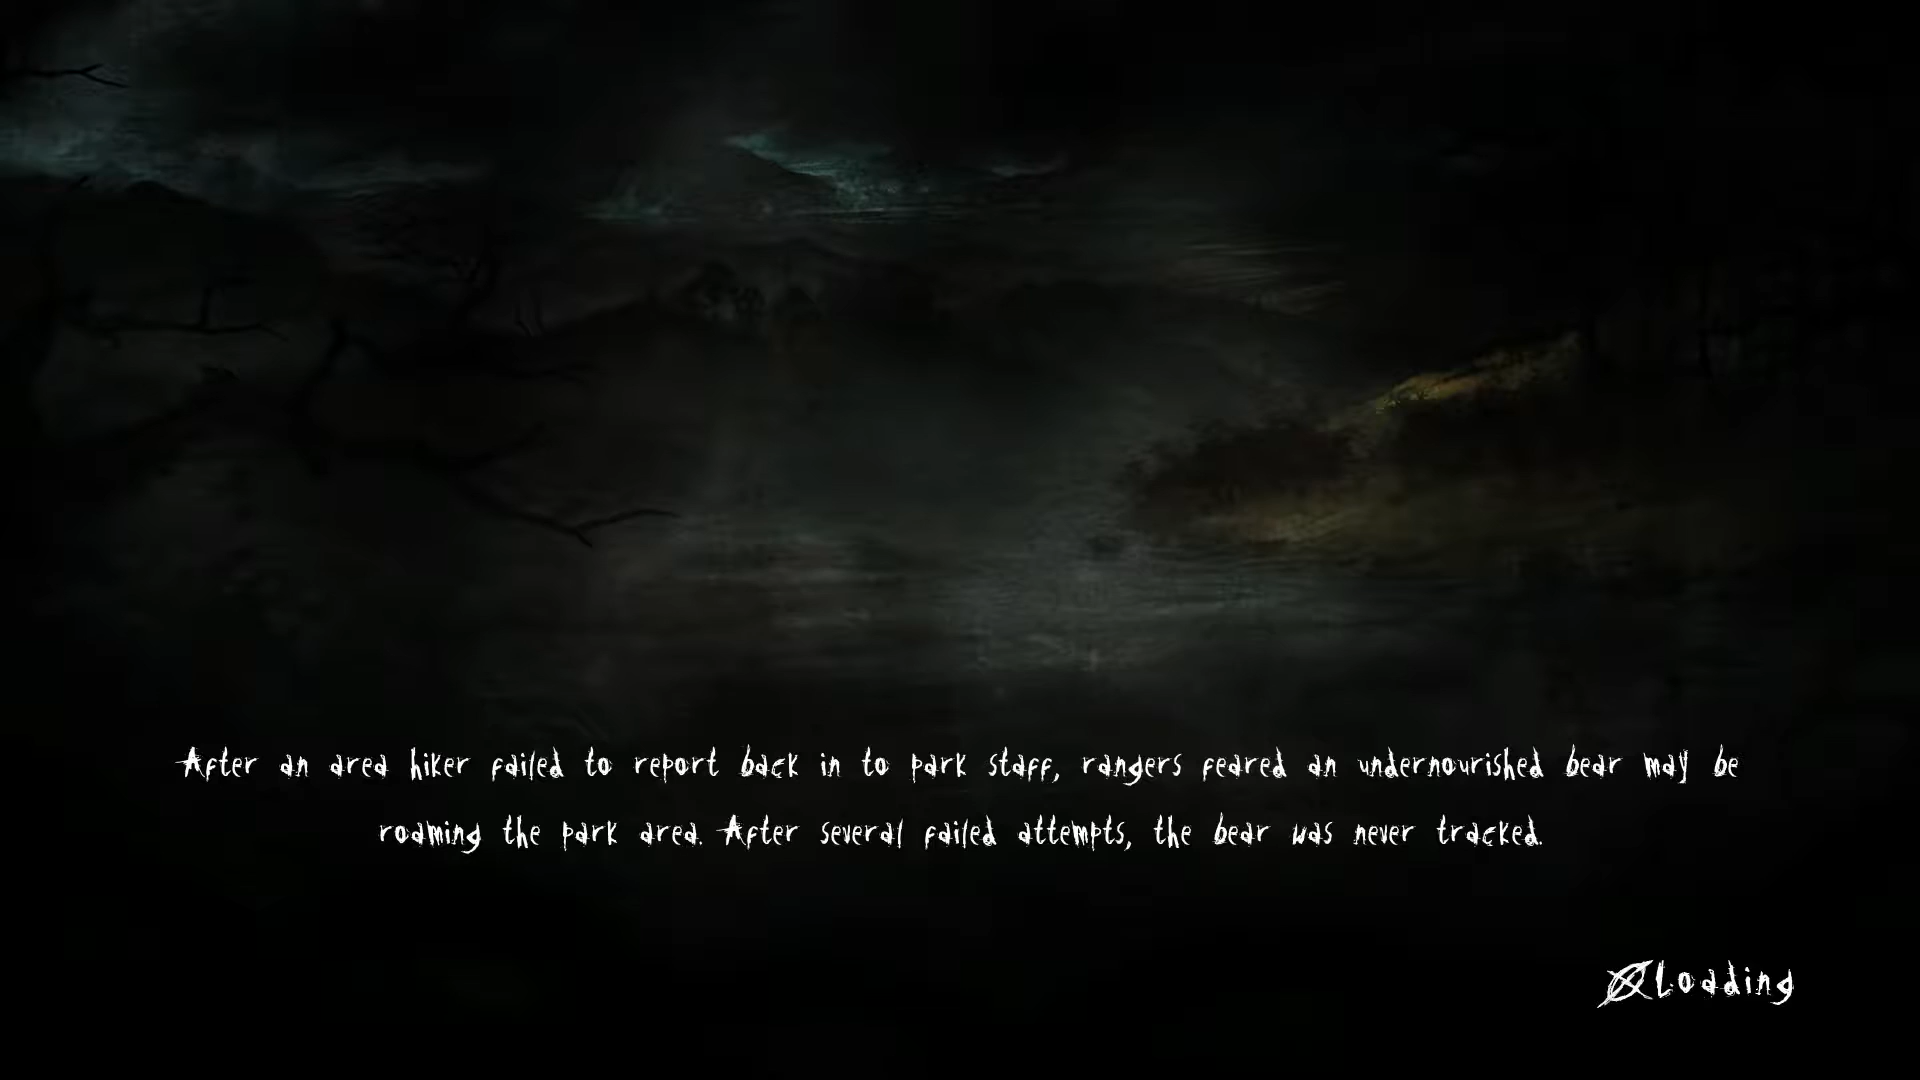 After an area hiker failed to report back in to park staff, rangers feared an undernourished bear may be
roaming the park area. After several failed attempts, the bear was never tracked.
Loading